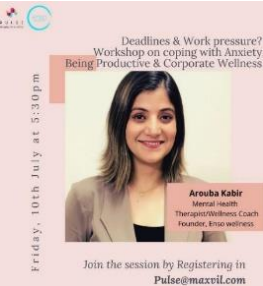 Deadlines & Work pressure?
Workshop on coping with Anxiety
Being Productive & Corporate Wellness
Friday, 10th July at 5:30pm
Arouba Kabir
Mental Health
Therapist/Wellness Coach
Founder, Enso wellness
Join the session by Registering in
Pulse@maxvil.com